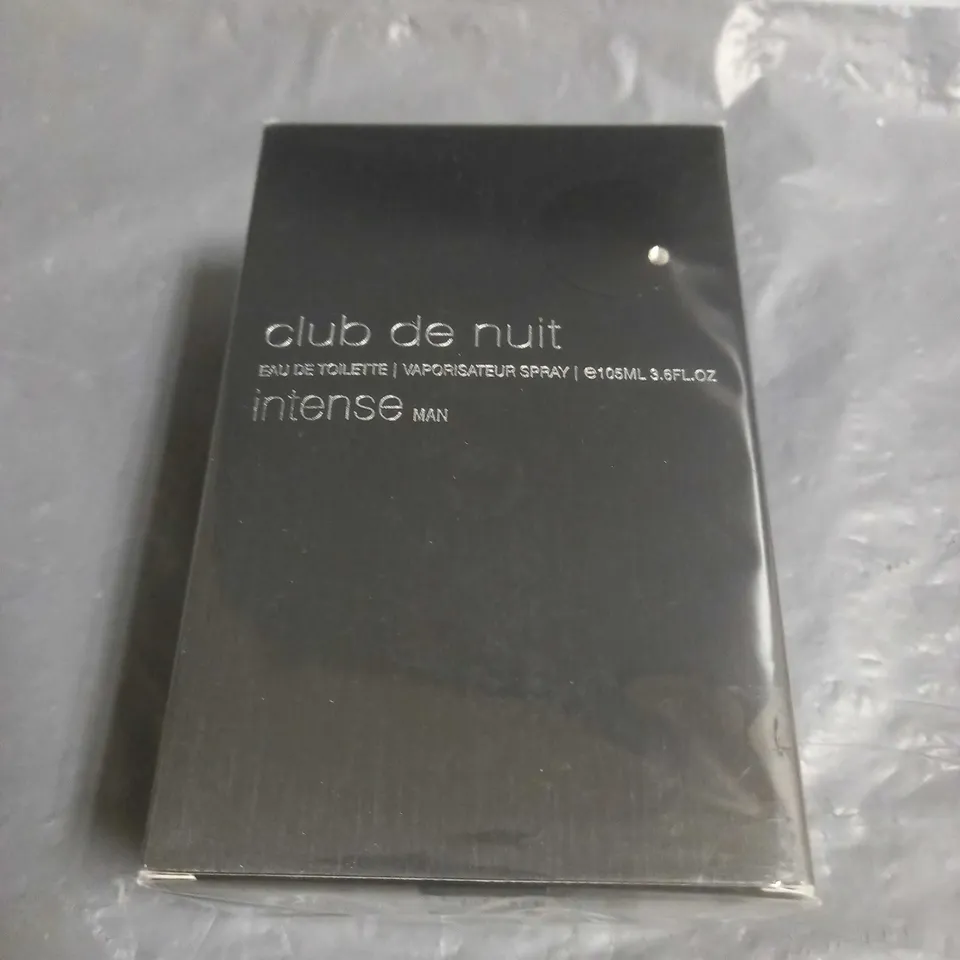 club de nuit
EAU DE TOILETTE | VAPORISATEUR SPRAY | ℮105ML 3.6FL.OZ
intense MAN